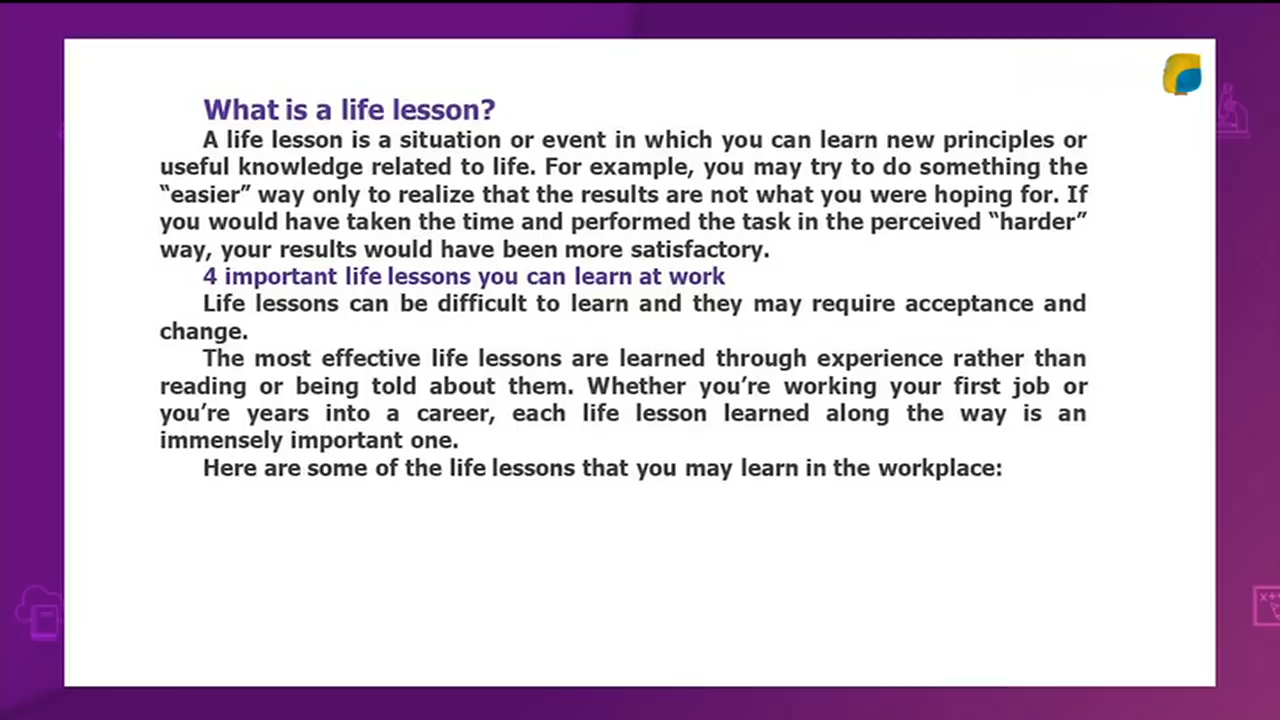 What is a life lesson?
A life lesson is a situation or event in which you can learn new principles or
useful knowledge related to life. For example, you may try to do something the
“easier” way only to realize that the results are not what you were hoping for. If
you would have taken the time and performed the task in the perceived “harder”
way, your results would have been more satisfactory.
4 important life lessons you can learn at work
Life lessons can be difficult to learn and they may require acceptance and
change.
The most effective life lessons are learned through experience rather than
reading or being told about them. Whether you’re working your first job or
you’re years into a career, each life lesson learned along the way is an
immensely important one.
Here are some of the life lessons that you may learn in the workplace: